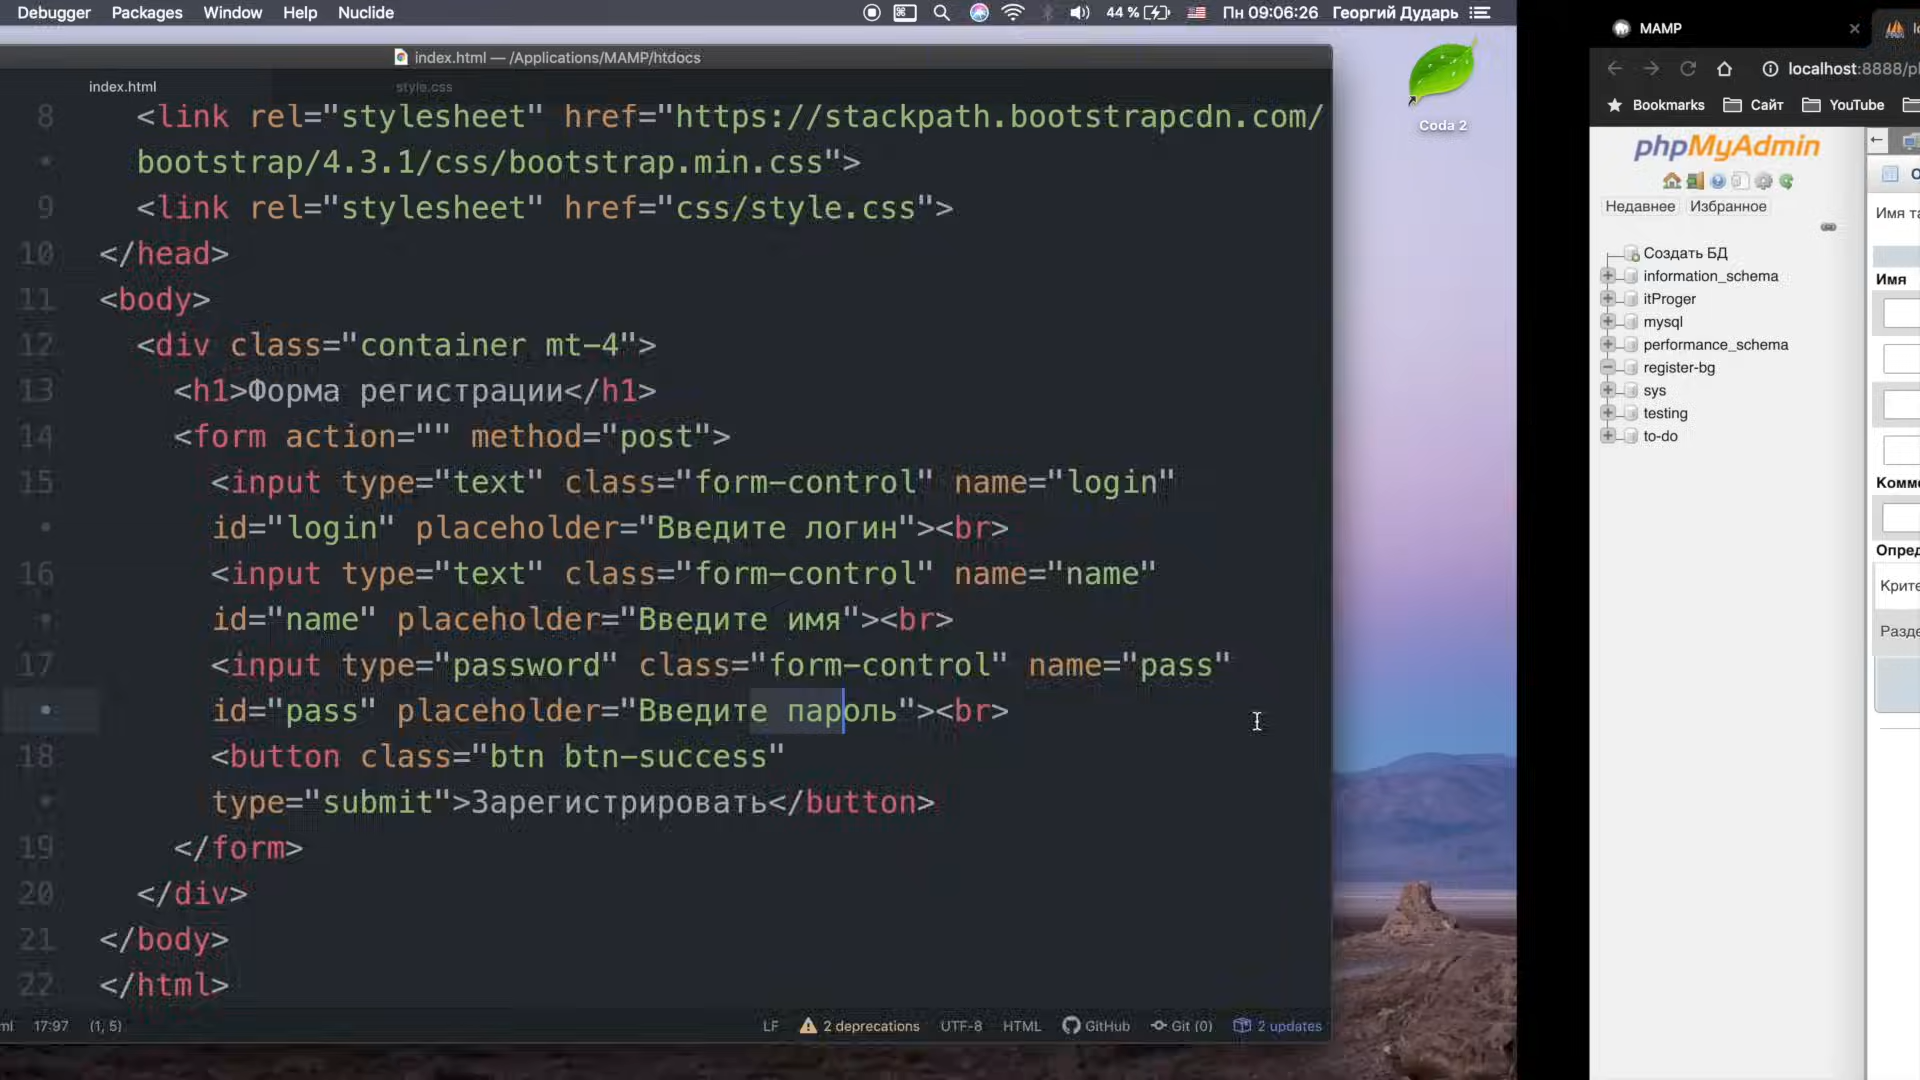 Debugger Packages Window Help Nuclide 44 % Пн 09:06:26 Георгий Дударь
index.html — /Applications/MAMP/htdocs
index.html style.css
8 <link rel="stylesheet" href="https://stackpath.bootstrapcdn.com/
bootstrap/4.3.1/css/bootstrap.min.css">
9 <link rel="stylesheet" href="css/style.css">
10 </head>
11 <body>
12 <div class="container mt-4">
13 <h1>Форма регистрации</h1>
14 <form action="" method="post">
15 <input type="text" class="form-control" name="login"
id="login" placeholder="Введите логин"><br>
16 <input type="text" class="form-control" name="name"
id="name" placeholder="Введите имя"><br>
17 <input type="password" class="form-control" name="pass"
id="pass" placeholder="Введите пароль"><br>
18 <button class="btn btn-success"
type="submit">Зарегистрировать</button>
19 </form>
20 </div>
21 </body>
22 </html>
17:97 (1, 5) LF 2 deprecations UTF-8 HTML GitHub Git (0) 2 updates
Coda 2
MAMP
localhost:8888/
Bookmarks Сайт YouTube
phpMyAdmin
Недавнее Избранное
Создать БД
information_schema
itProger
mysql
performance_schema
register-bg
sys
testing
to-do
Имя
Имя